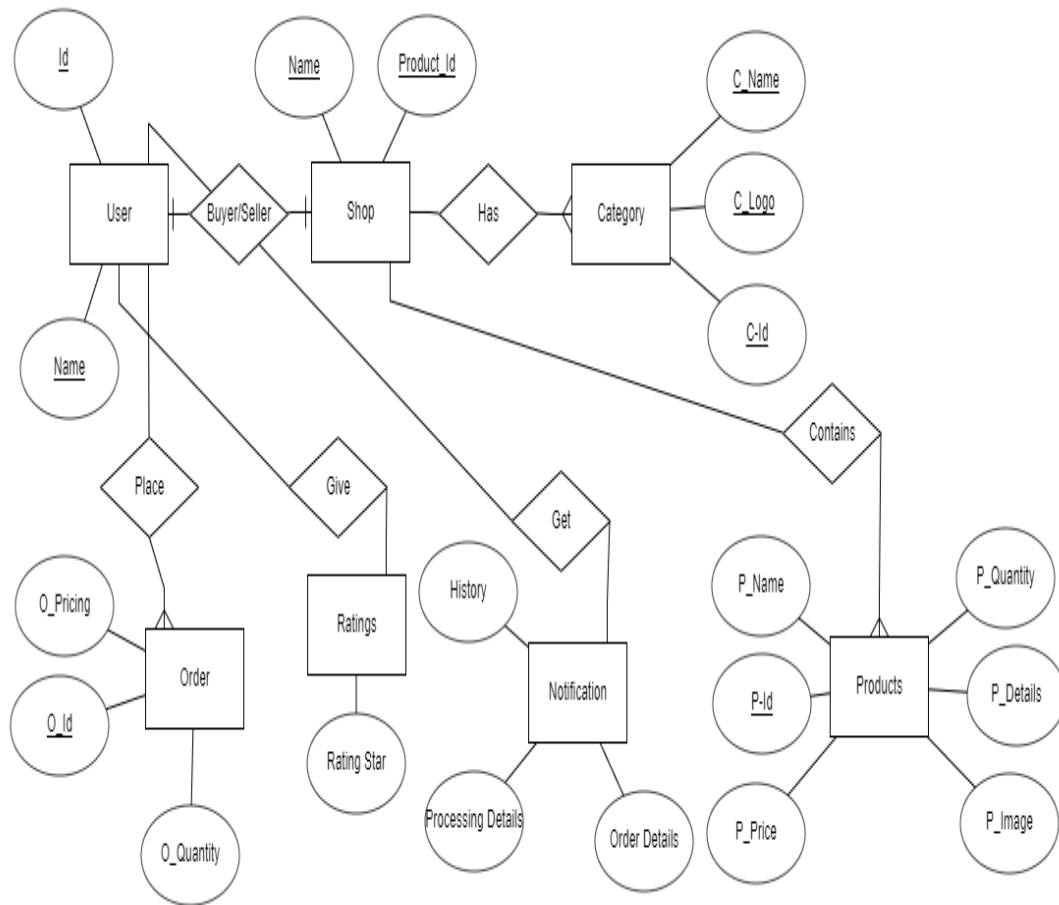 Id
Name
Product_Id
C_Name
User
Buyer/Seller
Shop
Has
Category
C_Logo
C-Id
Name
Contains
Place
Give
Get
History
P_Name
P_Quantity
O_Pricing
Ratings
Order
Notification
Products
P-Id
P_Details
O_Id
Rating Star
Processing Details
Order Details
P_Price
P_Image
O_Quantity